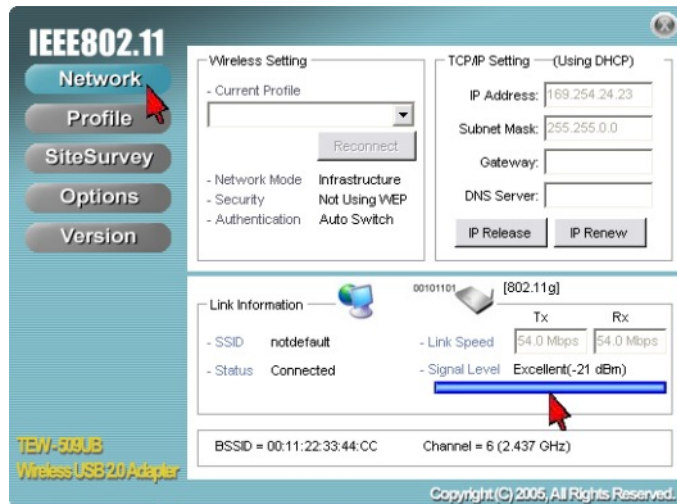 IEEE802.11
Network
Profile
SiteSurvey
Options
Version
TEW-509UB
Wireless USB 2.0 Adapter
Wireless Setting
- Current Profile
Reconnect
- Network Mode Infrastructure
- Security Not Using WEP
- Authentication Auto Switch
TCP/IP Setting (Using DHCP)
IP Address: 169.254.24.23
Subnet Mask: 255.255.0.0
Gateway:
DNS Server:
IP Release IP Renew
Link Information
00101101 [802.11g]
Tx Rx
- SSID notdefault
- Link Speed 54.0 Mbps 54.0 Mbps
- Status Connected
- Signal Level Excellent(-21 dBm)
BSSID = 00:11:22:33:44:CC Channel = 6 (2.437 GHz)
Copyright (C) 2005, All Rights Reserved.